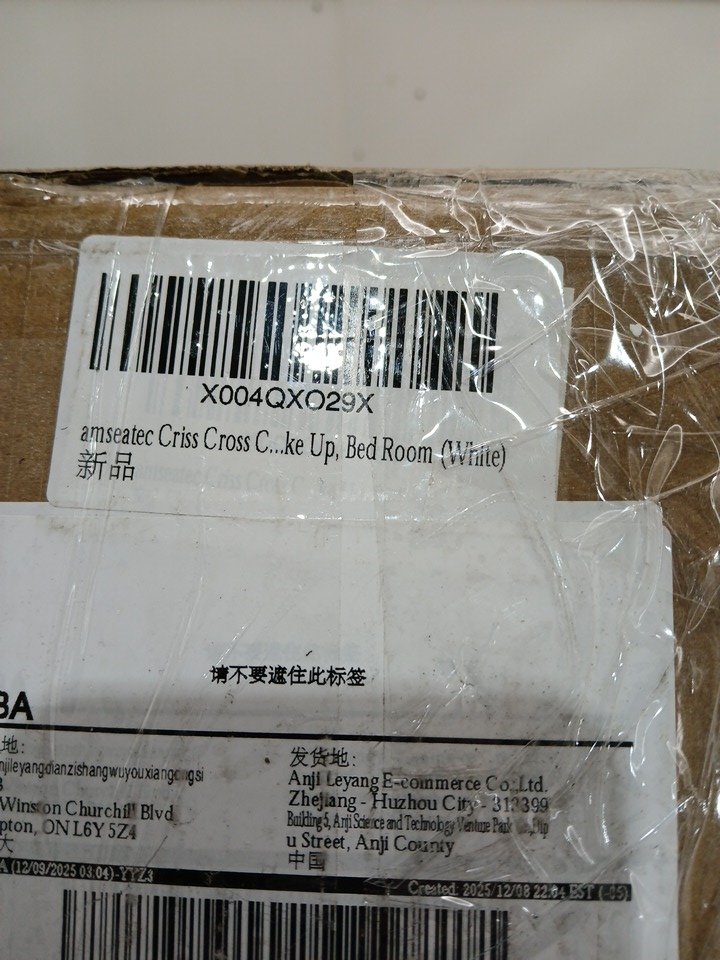 X004QXO29X
amseatec Criss Cross C...ke Up, Bed Room (White)
新品
请不要遮住此标签
BA
地:
njileyangdianzishangwuyouxiangongsi
Winston Churchill Blvd
pton, ON L6Y 5Z4
大
A (12/09/2025 03:04)-YYZ3
发货地:
Anji Leyang E-commerce Co.,Ltd.
Zhejiang - Huzhou City - 313399
Building 5, Anji Science and Technology Venture Park
u Street, Anji County
中国
Created: 2025/12/08 22:04 EST (-05)